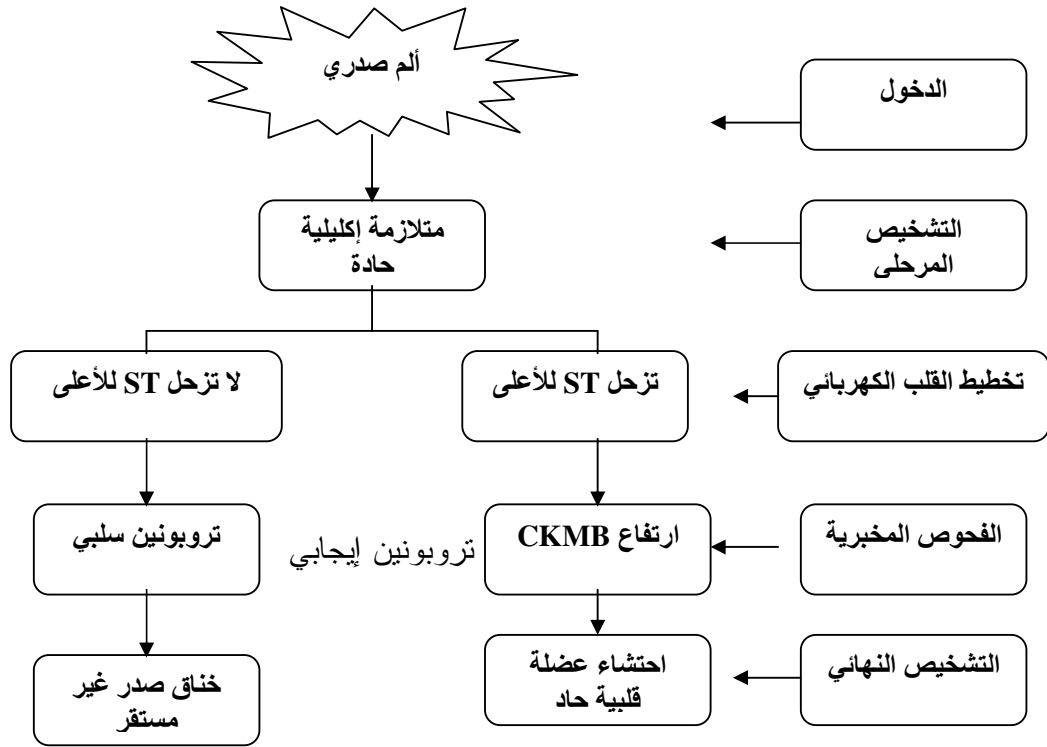 ألم صدري
الدخول
متلازمة إكليلية
حادة
التشخيص
المرحلي
تخطيط القلب الكهربائي
تزحل ST للأعلى
لا تزحل ST للأعلى
الفحوص المخبرية
ارتفاع CKMB
تروبونين إيجابي
تروبونين سلبي
التشخيص النهائي
احتشاء عضلة
قلبية حاد
خناق صدر غير
مستقر